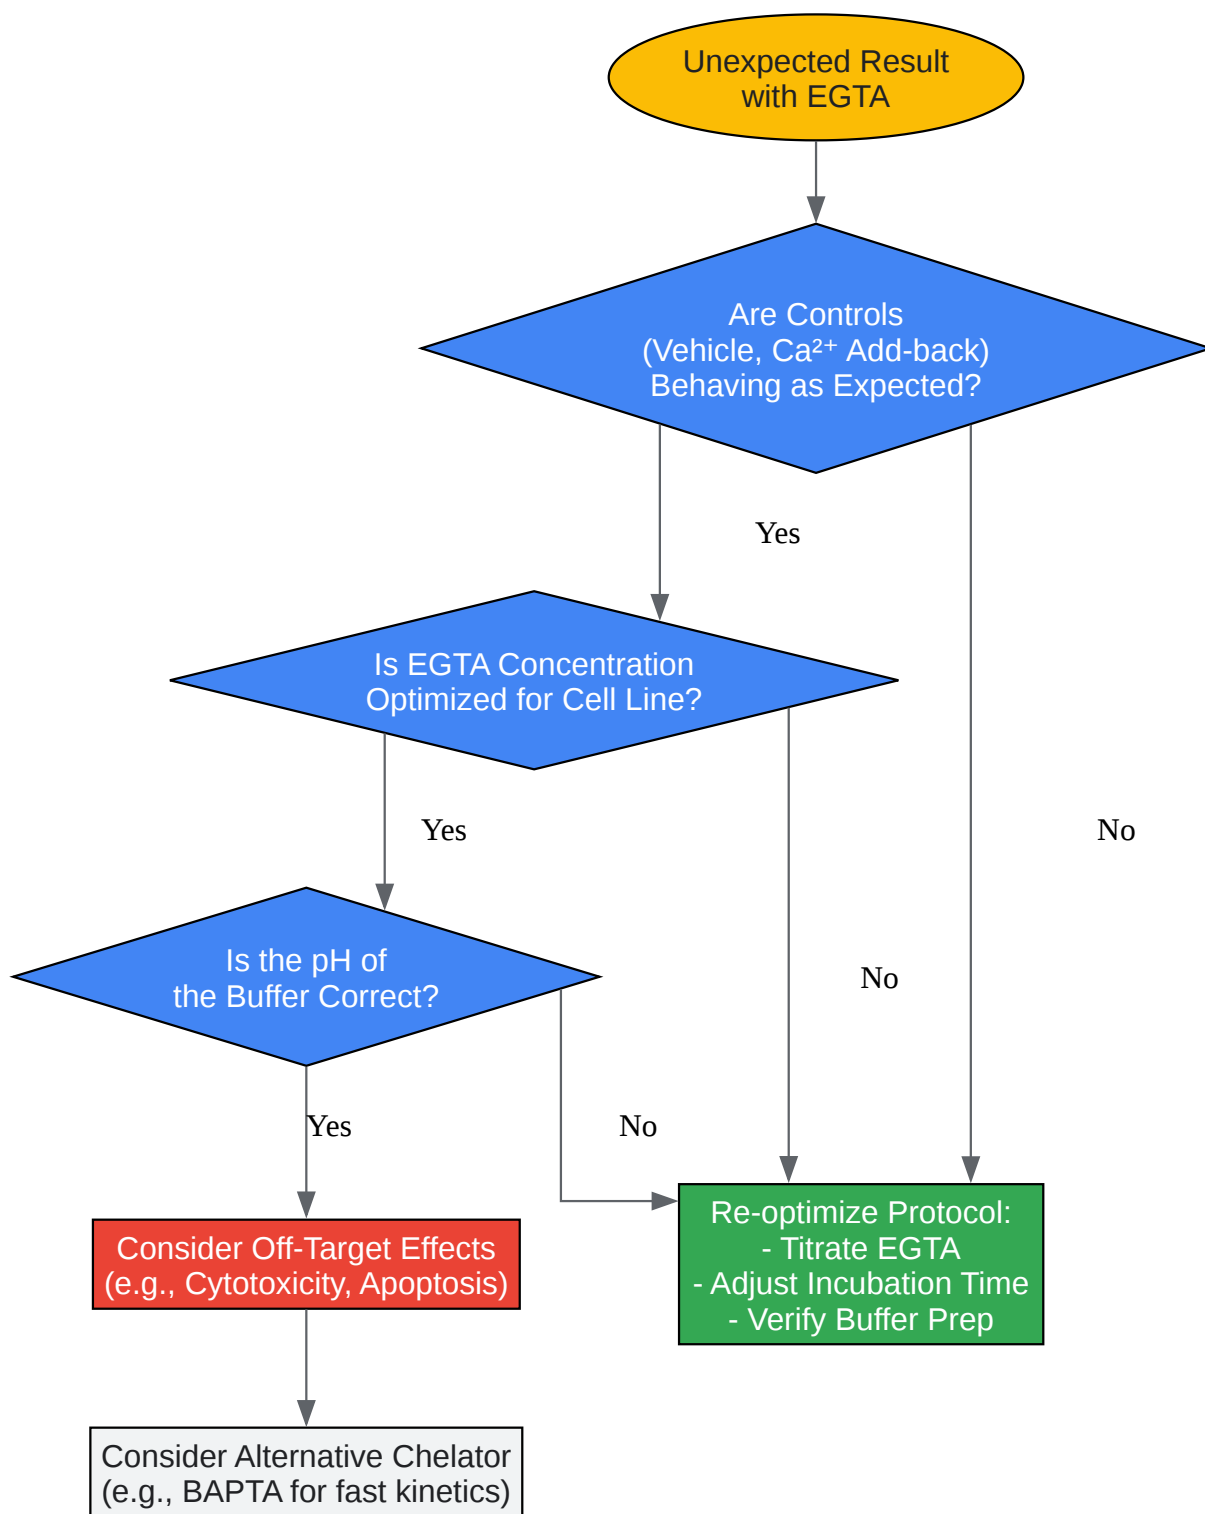 Unexpected Result
with EGTA
Are Controls
(Vehicle, Ca²⁺ Add-back)
Behaving as Expected?
Yes
Is EGTA Concentration
Optimized for Cell Line?
Yes
No
Is the pH of
the Buffer Correct?
No
Yes
No
Consider Off-Target Effects
(e.g., Cytotoxicity, Apoptosis)
Re-optimize Protocol:
- Titrate EGTA
- Adjust Incubation Time
- Verify Buffer Prep
Consider Alternative Chelator
(e.g., BAPTA for fast kinetics)